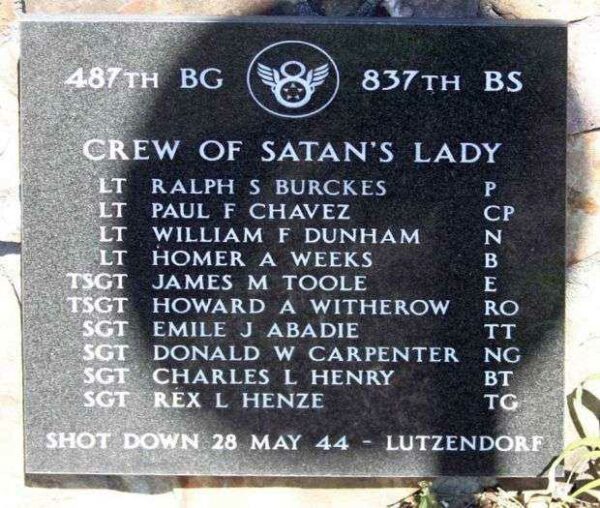 487TH BG 8 837TH BS
CREW OF SATAN'S LADY
LT RALPH S BURCKES P
LT PAUL F CHAVEZ CP
LT WILLIAM F DUNHAM N
LT HOMER A WEEKS B
TSGT JAMES M TOOLE E
TSGT HOWARD A WITHEROW RO
SGT EMILE J ABADIE TT
SGT DONALD W CARPENTER NG
SGT CHARLES L HENRY BT
SGT REX L HENZE TG
SHOT DOWN 28 MAY 44 - LUTZENDORF